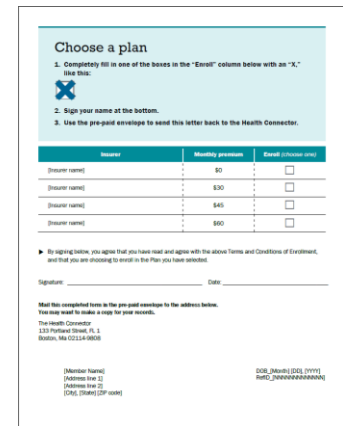 Choose a plan
1. Completely fill in one of the boxes in the "Enroll" column below with an "X,"
like this:
2. Sign your name at the bottom.
3. Use the pre-paid envelope to send this letter back to the Health Connector.
Insurer Monthly premium Enroll (choose one)
[Insurer name] $0
[Insurer name] $30
[Insurer name] $45
[Insurer name] $60
▶ By signing below, you agree that you have read and agree with the above Terms and Conditions of Enrollment,
and that you are choosing to enroll in the Plan you have selected.
Signature: Date:
Mail this completed form in the pre-paid envelope to the address below.
You may want to make a copy for your records.
The Health Connector
133 Portland Street, FL 1
Boston, Ma 02114-9808
[Member Name] DOB_[Month] [DD], [YYYY]
[Address line 1] RefID_[NNNNNNNNNNNNN]
[Address line 2]
[City], [State] [ZIP code]